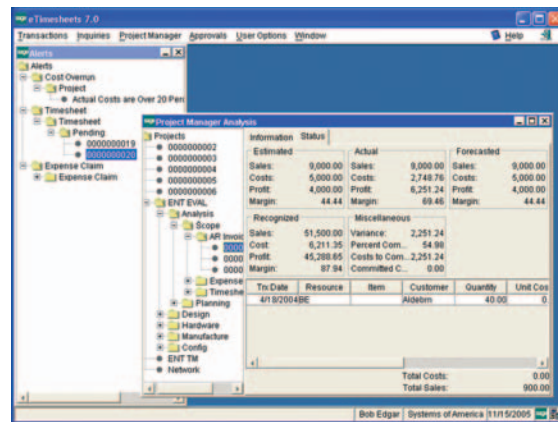 eTimesheets 7.0
Transactions Inquiries Project Manager Approvals User Options Window Help
Alerts
Alerts
Cost Overrun
Project
Actual Costs are Over 20 Pen
Timesheet
Timesheet
Pending
0000000019
0000000020
Expense Claim
Expense Claim
Project Manager Analysis
Projects
0000000002
0000000003
0000000004
0000000005
0000000006
ENT EVAL
Analysis
Scope
AR Invoic
0000
0000
0000
Expense
Timeshe
Planning
Design
Hardware
Manufacture
Config
ENT TM
Network
Information Status
Estimated Actual Forecasted
Sales: 9,000.00 Sales: 9,000.00 Sales: 9,000.00
Costs: 5,000.00 Costs: 2,748.76 Costs: 5,000.00
Profit: 4,000.00 Profit: 6,251.24 Profit: 4,000.00
Margin: 44.44 Margin: 69.46 Margin: 44.44
Recognized Miscellaneous
Sales: 51,500.00 Variance: 2,251.24
Cost: 6,211.35 Percent Com... 54.98
Profit: 45,288.65 Costs to Com... 2,251.24
Margin: 87.94 Committed C... 0.00
Trx Date Resource Item Customer Quantity Unit Cos
4/18/2004 BE Aldebrn 40.00 0
Total Costs: 0.00
Total Sales: 900.00
Bob Edgar Systems of America 11/15/2005